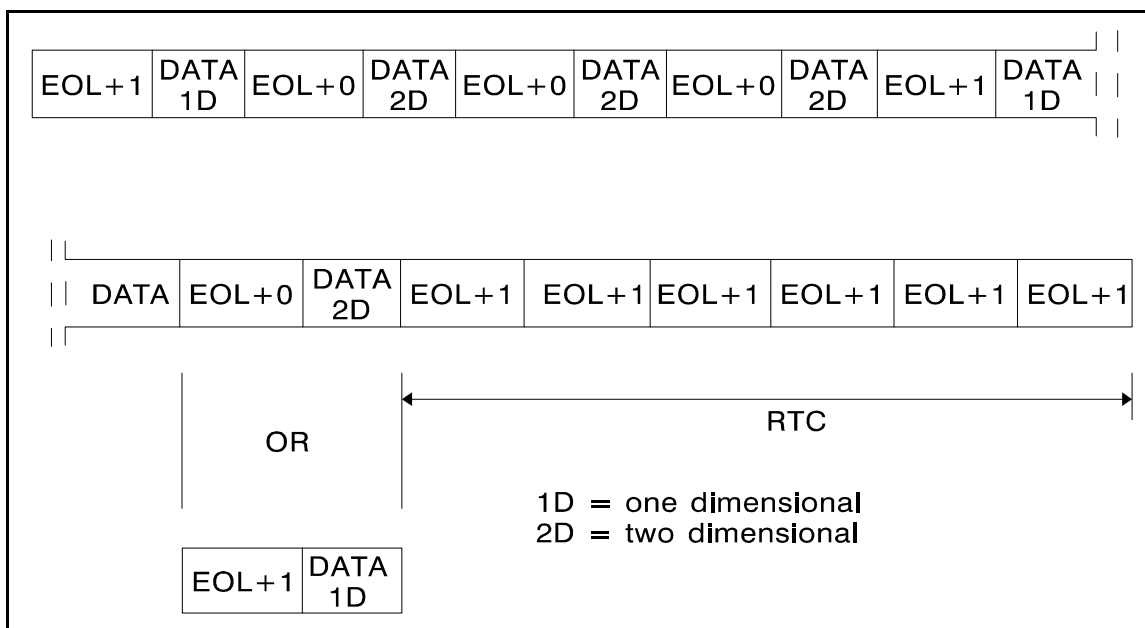 EOL+1 DATA 1D EOL+0 DATA 2D EOL+0 DATA 2D EOL+0 DATA 2D EOL+1 DATA 1D
DATA EOL+0 DATA 2D EOL+1 EOL+1 EOL+1 EOL+1 EOL+1 EOL+1
OR
RTC
1D = one dimensional
2D = two dimensional
EOL+1 DATA 1D